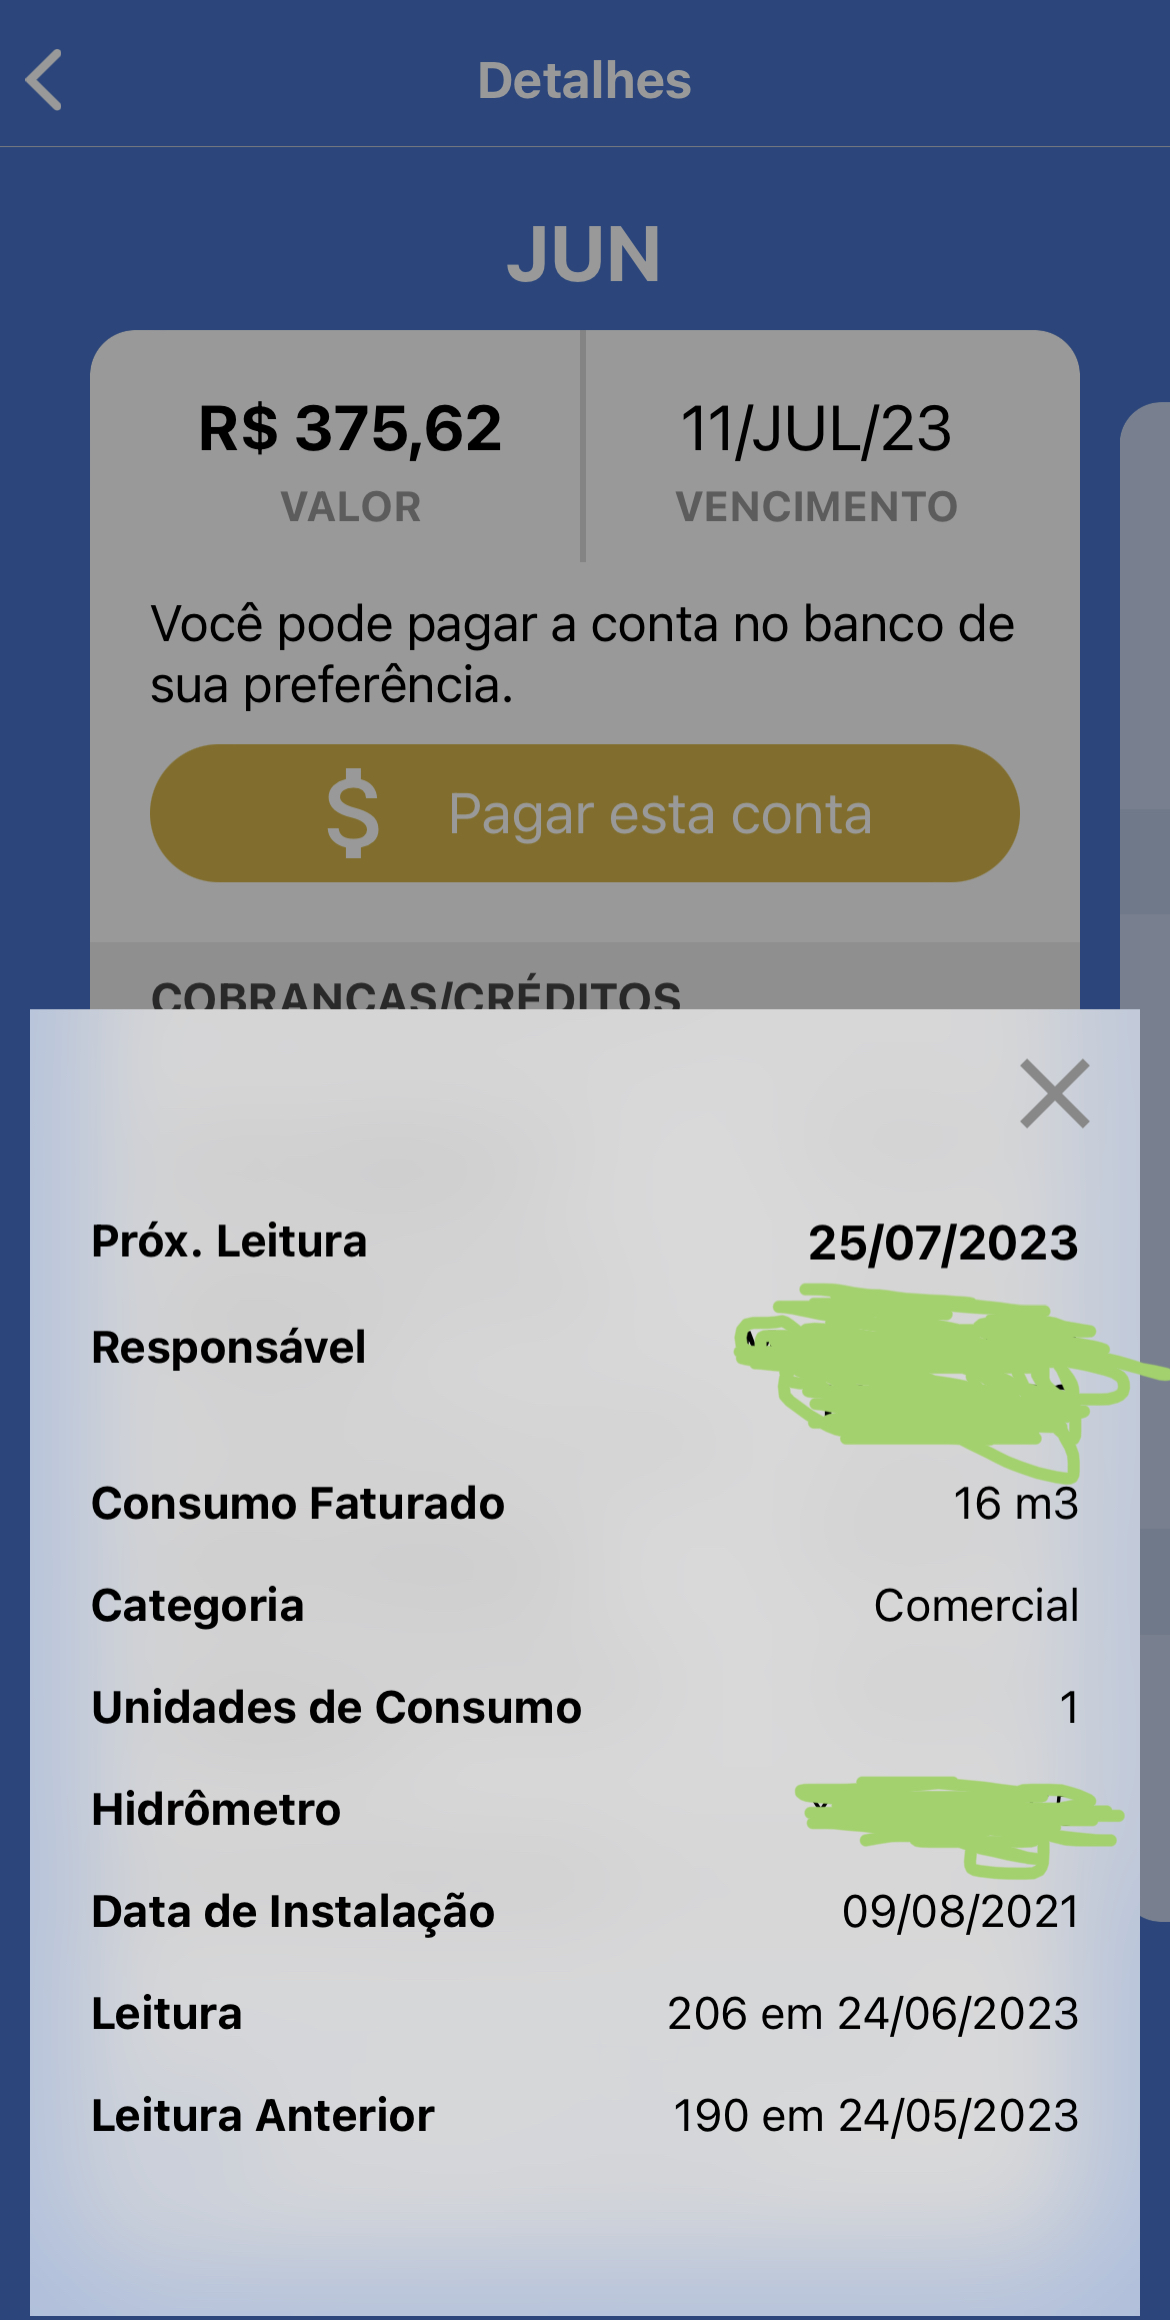 Detalhes
JUN
R$ 375,62
VALOR
11/JUL/23
VENCIMENTO
Você pode pagar a conta no banco de
sua preferência.
$ Pagar esta conta
COBRANÇAS/CRÉDITOS
Próx. Leitura 25/07/2023
Responsável
Consumo Faturado 16 m3
Categoria Comercial
Unidades de Consumo 1
Hidrômetro
Data de Instalação 09/08/2021
Leitura 206 em 24/06/2023
Leitura Anterior 190 em 24/05/2023